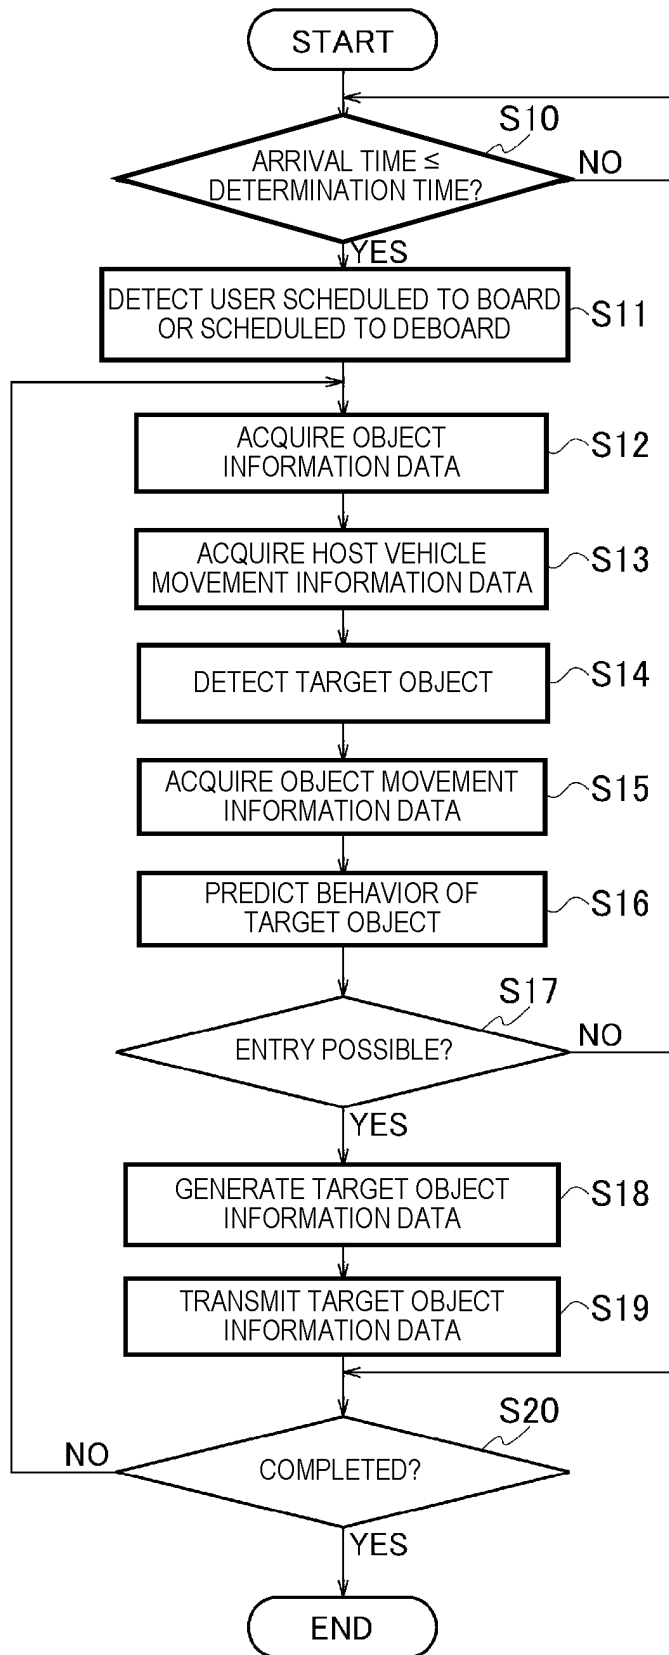 START
S10
ARRIVAL TIME ≤
DETERMINATION TIME?
NO
YES
DETECT USER SCHEDULED TO BOARD
OR SCHEDULED TO DEBOARD
S11
ACQUIRE OBJECT
INFORMATION DATA
S12
ACQUIRE HOST VEHICLE
MOVEMENT INFORMATION DATA
S13
DETECT TARGET OBJECT
S14
ACQUIRE OBJECT MOVEMENT
INFORMATION DATA
S15
PREDICT BEHAVIOR OF
TARGET OBJECT
S16
S17
ENTRY POSSIBLE?
NO
YES
GENERATE TARGET OBJECT
INFORMATION DATA
S18
TRANSMIT TARGET OBJECT
INFORMATION DATA
S19
S20
NO
COMPLETED?
YES
END